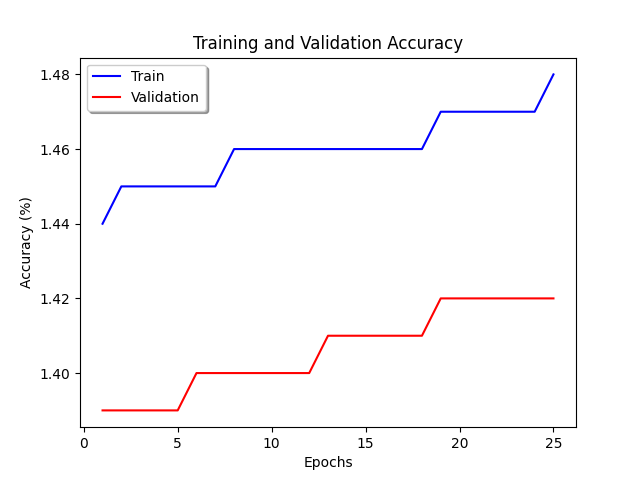 Training and Validation Accuracy
Train
Validation
Accuracy (%)
1.48
1.46
1.44
1.42
1.40
0 5 10 15 20 25
Epochs